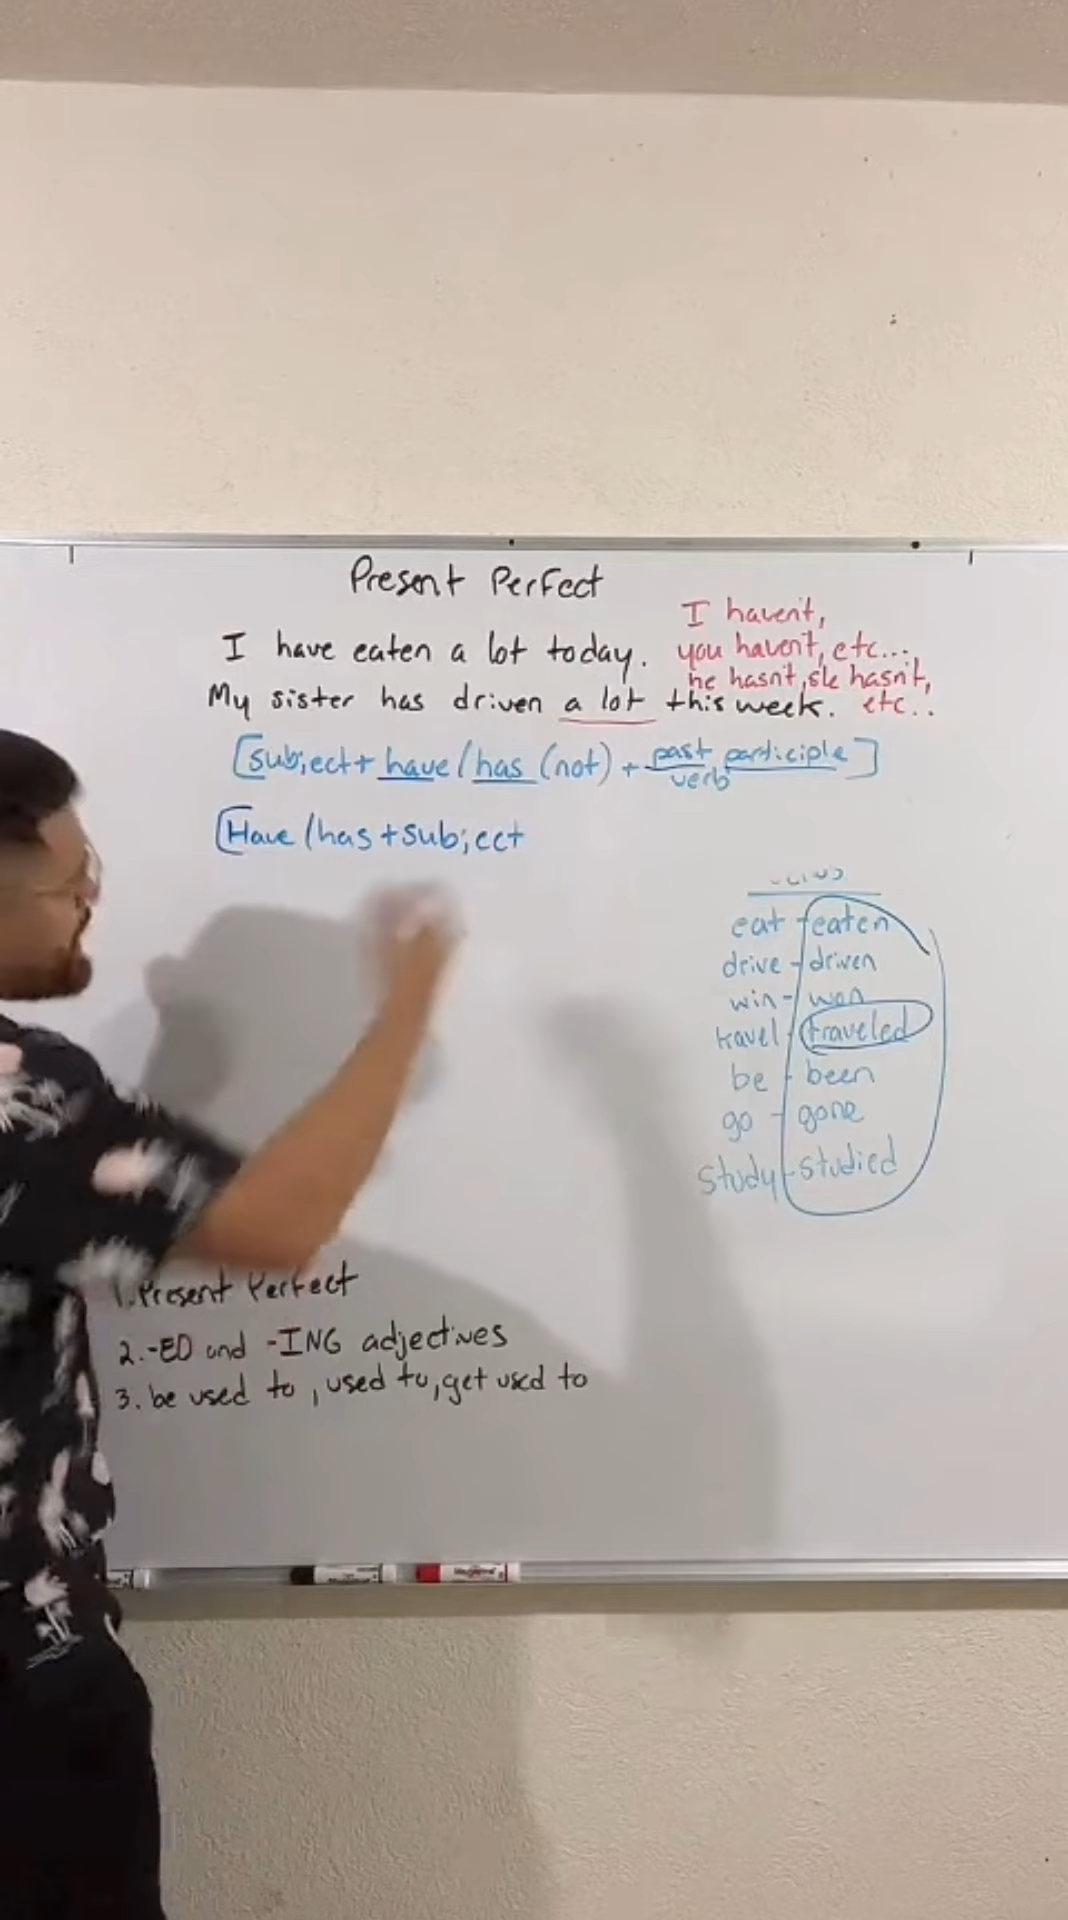 Present Perfect
I have eaten a lot today.
My sister has driven a lot this week.
I haven't,
you haven't, etc...,
he hasn't, she hasn't,
etc..
[subject + have/has (not) + past participle]
verb
[Have/has + subject
eat - eaten
drive - driven
win - won
travel - traveled
be - been
go - gone
study - studied
1. Present Perfect
2. -ED and -ING adjectives
3. be used to, used to, get used to